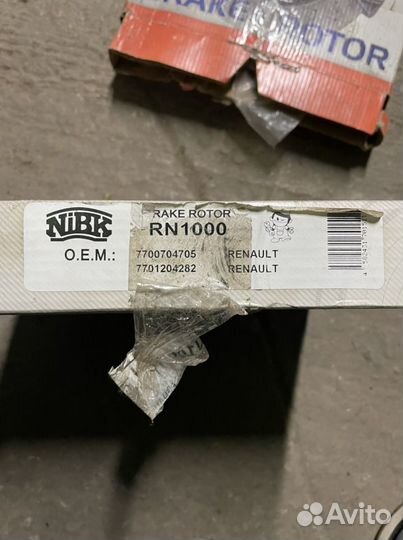 RAKE ROTOR
NiBK
RAKE ROTOR
RN1000
O.E.M.:
7700704705 RENAULT
7701204282 RENAULT
Avito